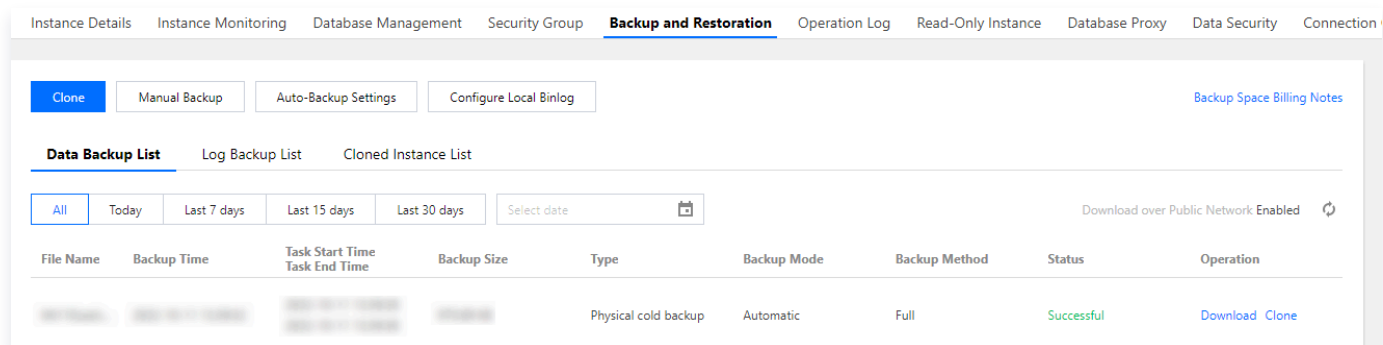 Instance Details Instance Monitoring Database Management Security Group Backup and Restoration Operation Log Read-Only Instance Database Proxy Data Security Connection
Clone Manual Backup Auto-Backup Settings Configure Local Binlog Backup Space Billing Notes
Data Backup List Log Backup List Cloned Instance List
All Today Last 7 days Last 15 days Last 30 days Select date Download over Public Network Enabled
File Name Backup Time Task Start Time Backup Size Type Backup Mode Backup Method Status Operation
Task End Time
Physical cold backup Automatic Full Successful Download Clone